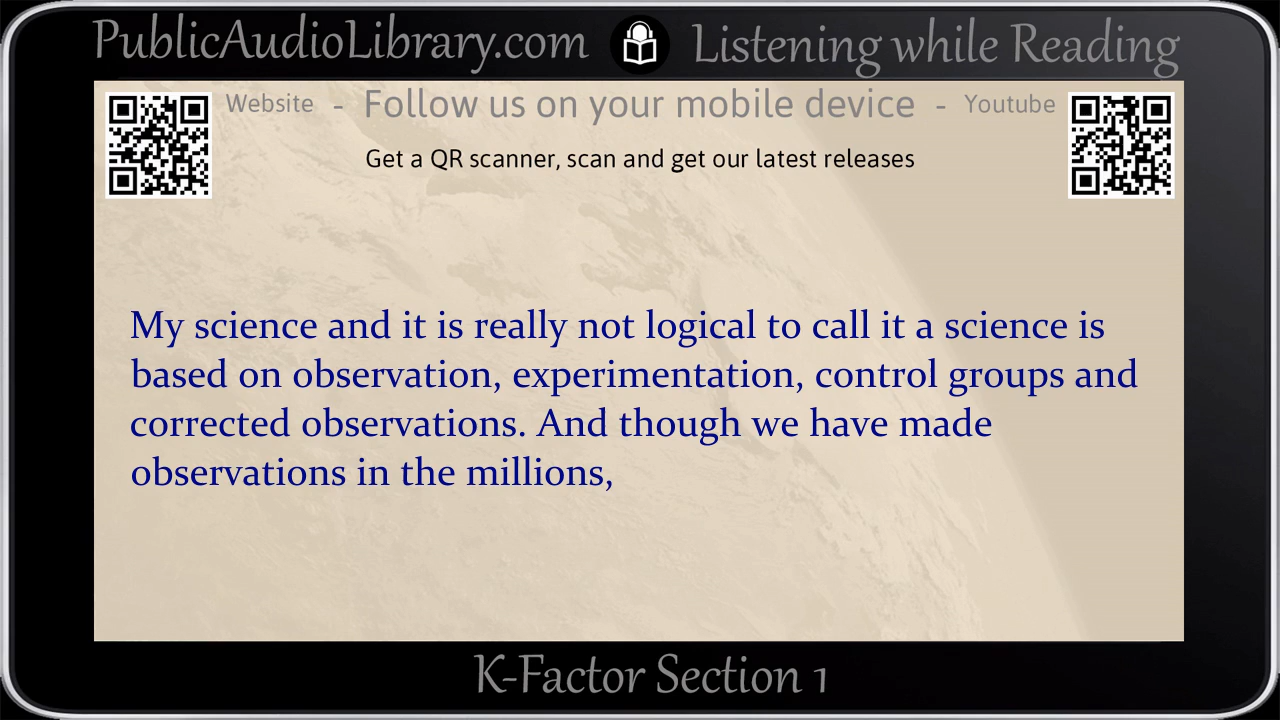 PublicAudioLibrary.com Listening while Reading
Website - Follow us on your mobile device - Youtube
Get a QR scanner, scan and get our latest releases
My science and it is really not logical to call it a science is
based on observation, experimentation, control groups and
corrected observations. And though we have made
observations in the millions,
K-Factor Section 1